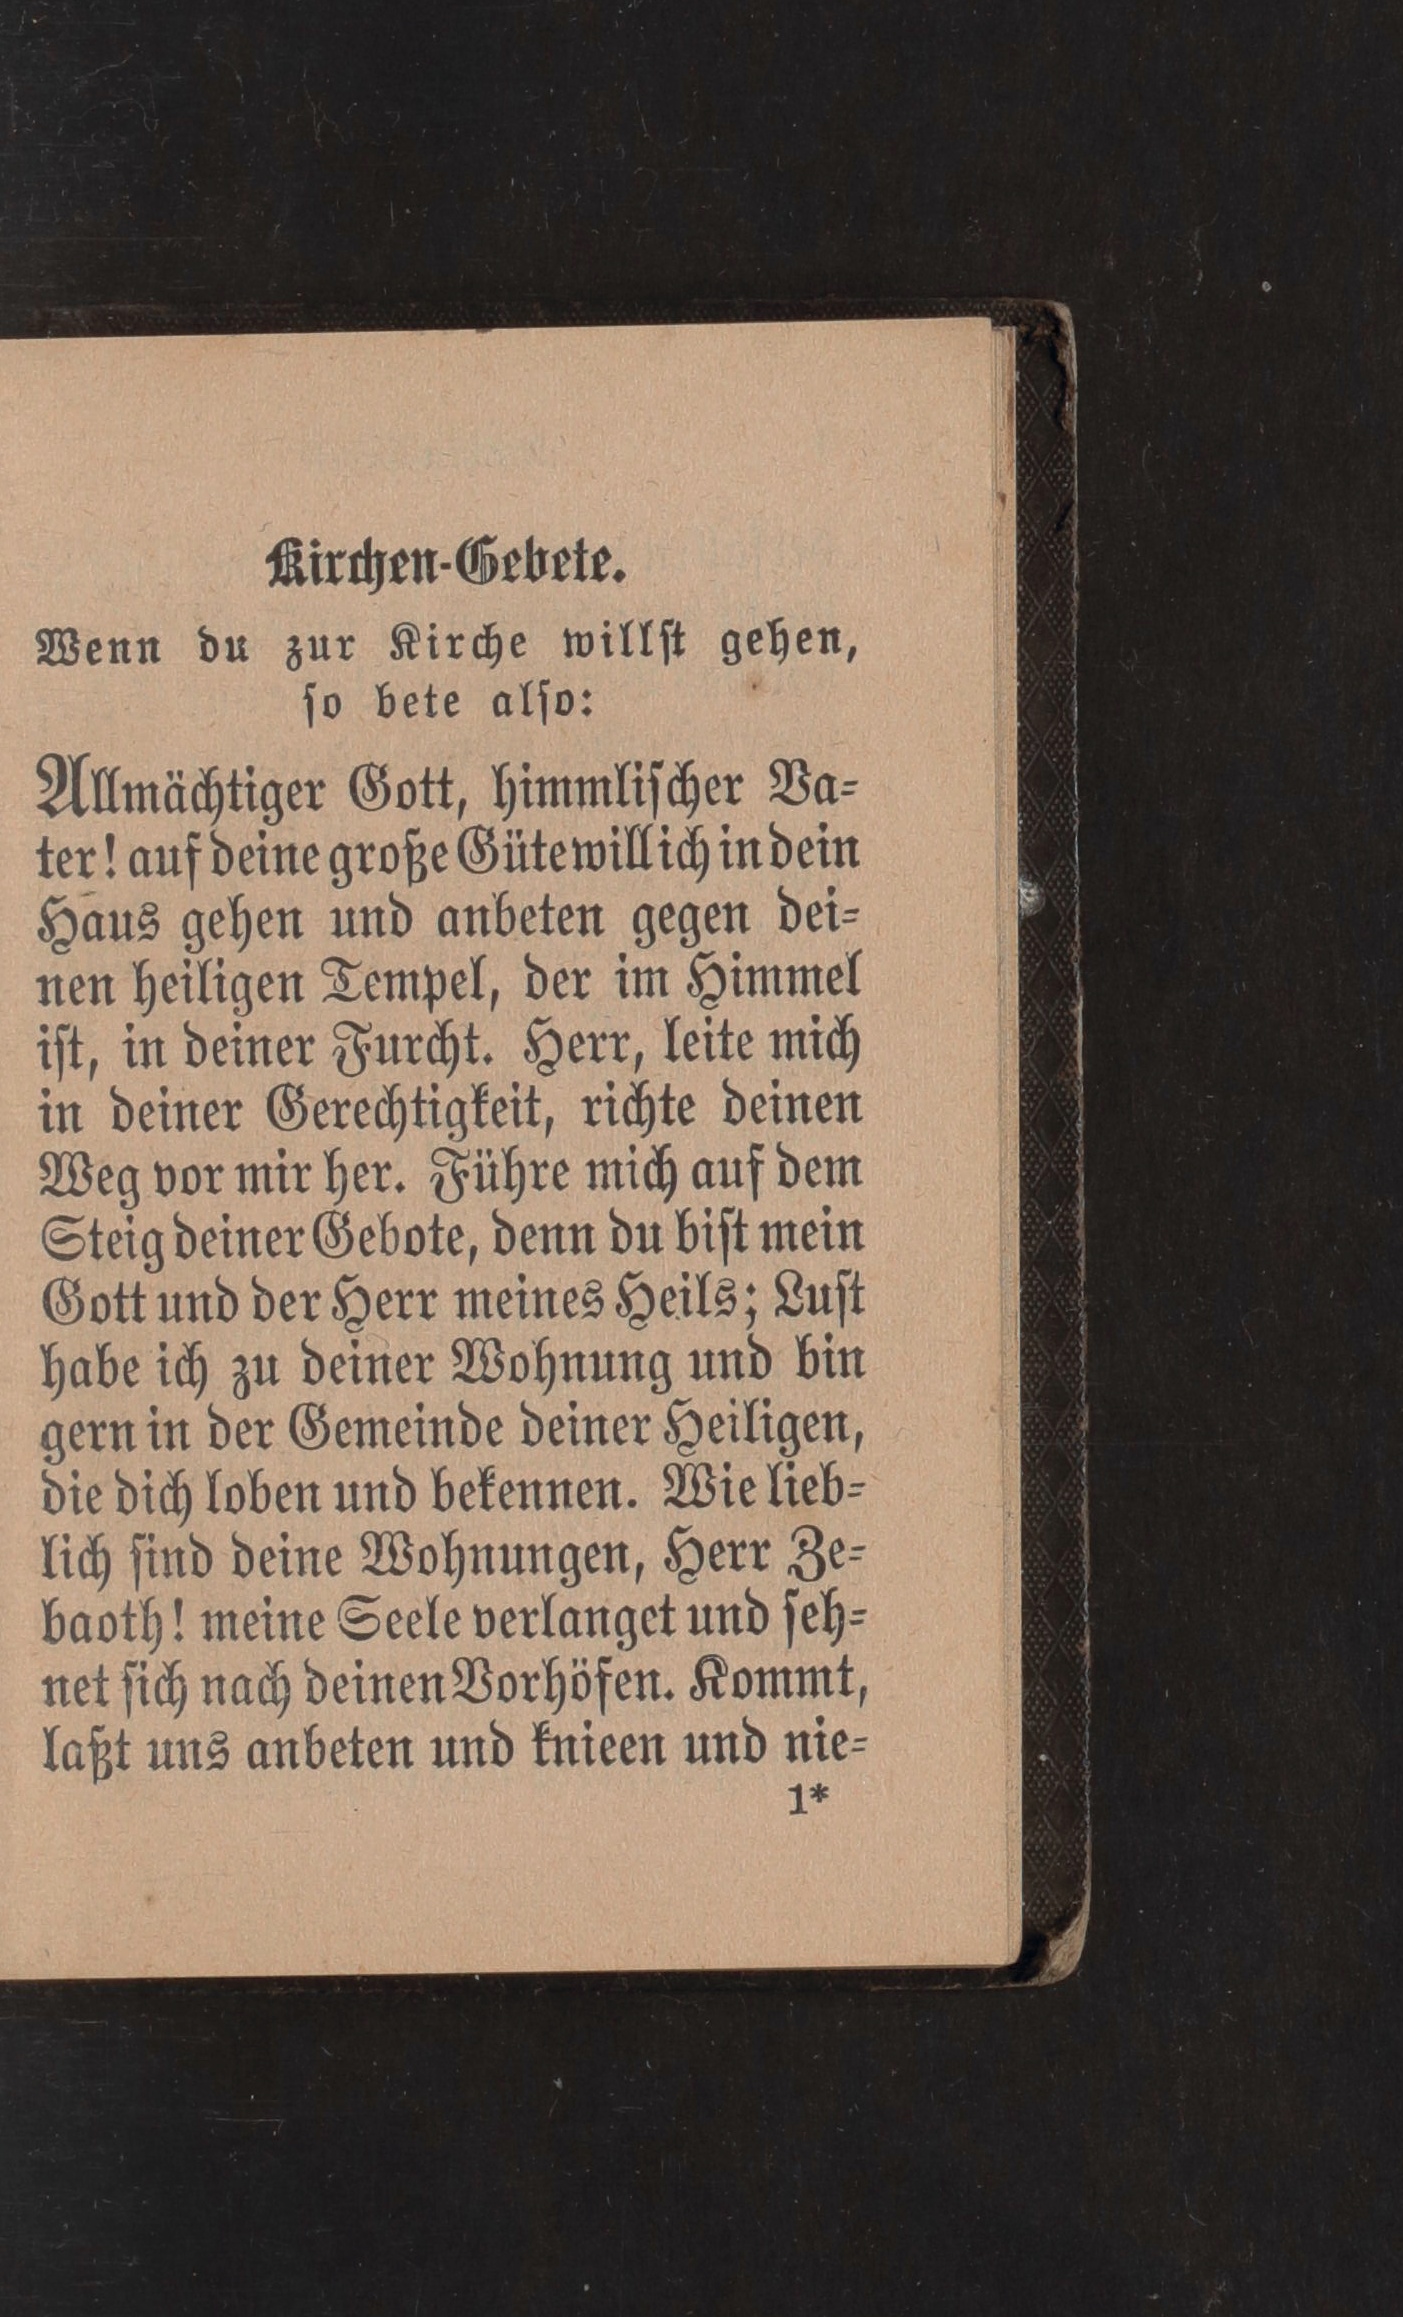 Kirchen-Gebete.
Wenn du zur Kirche willſt gehen,
ſo bete alſo:
Allmächtiger Gott, himmliſcher Va-
ter! auf deine große Güte will ich in dein
Haus gehen und anbeten gegen dei-
nen heiligen Tempel, der im Himmel
iſt, in deiner Furcht. Herr, leite mich
in deiner Gerechtigkeit, richte deinen
Weg vor mir her. Führe mich auf dem
Steig deiner Gebote, denn du biſt mein
Gott und der Herr meines Heils; Luſt
habe ich zu deiner Wohnung und bin
gern in der Gemeinde deiner Heiligen,
die dich loben und bekennen. Wie lieb-
lich ſind deine Wohnungen, Herr Ze-
baoth! meine Seele verlanget und ſeh-
net ſich nach deinen Vorhöfen. Kommt,
laßt uns anbeten und knieen und nie-
1*